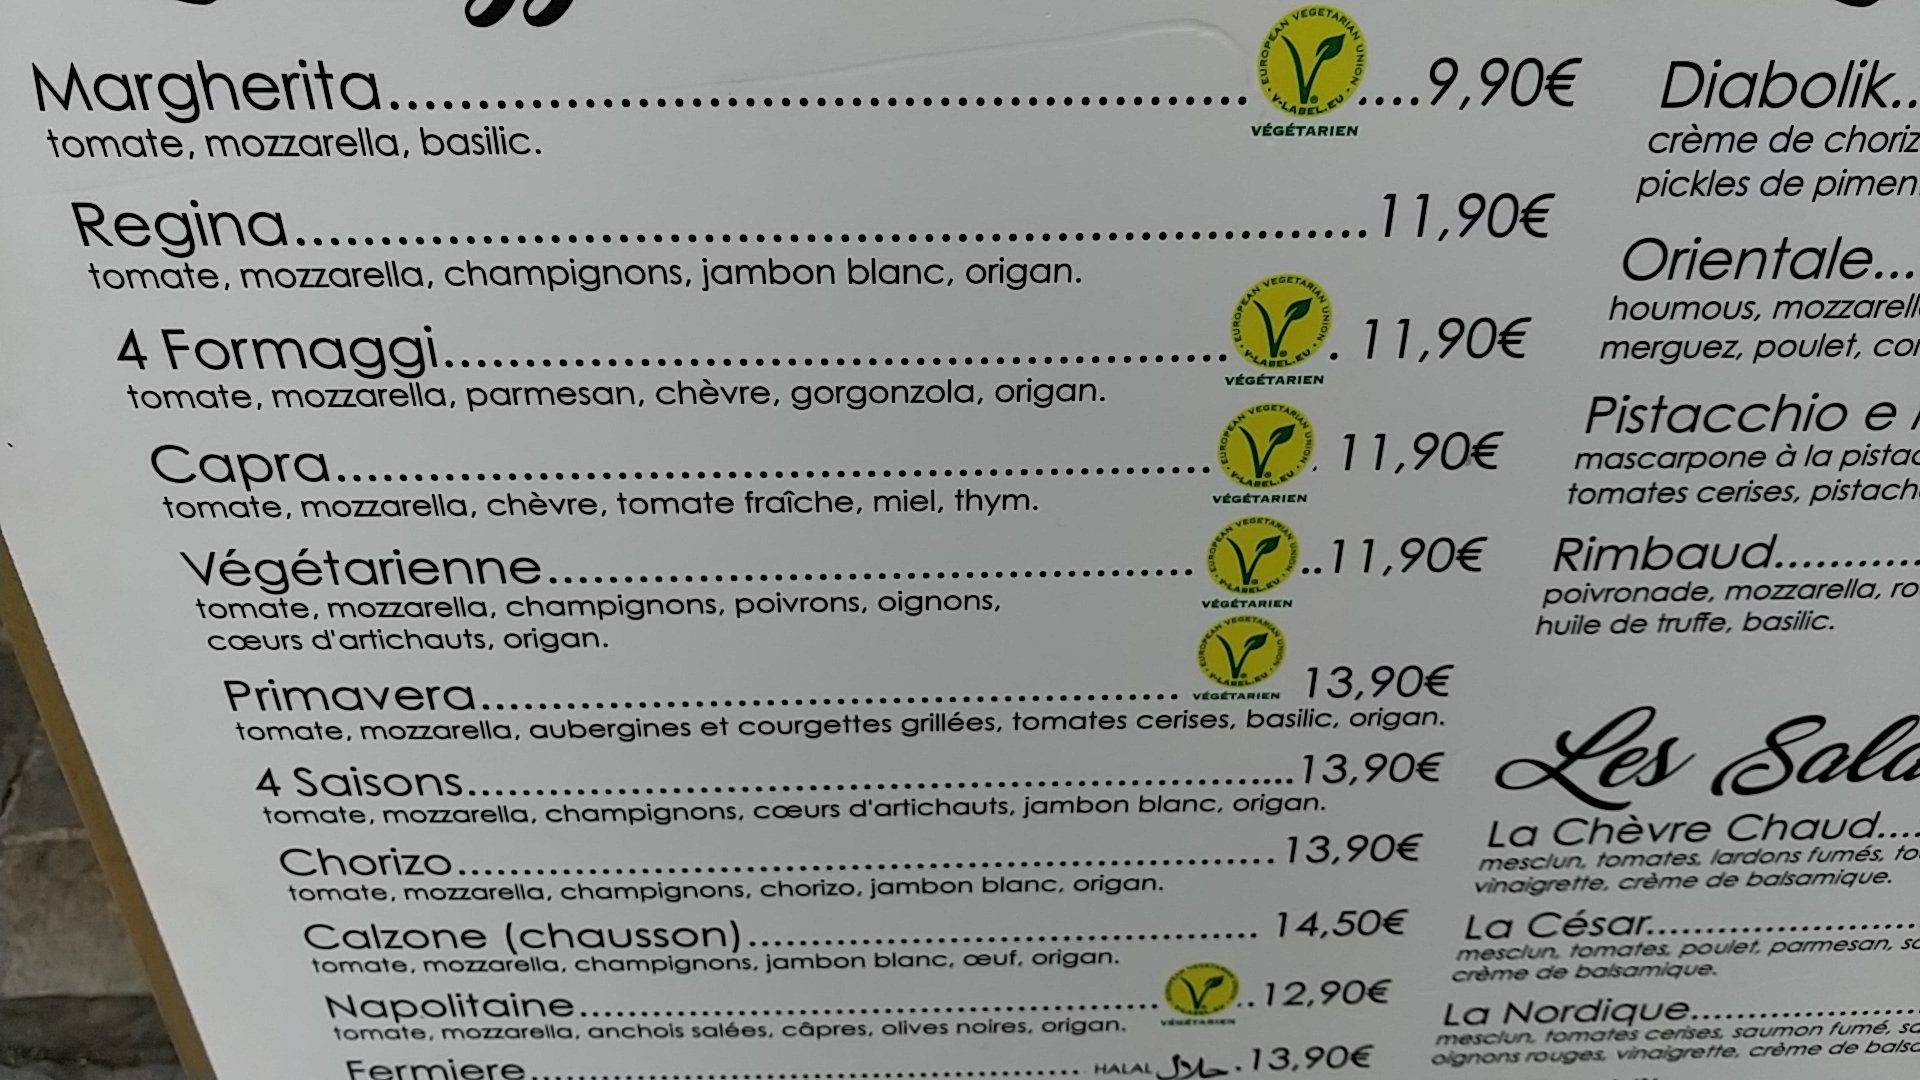 Margherita.......... VÉGÉTARIEN ....9,90€
tomate, mozzarella, basilic.
Regina..........11,90€
tomate, mozzarella, champignons, jambon blanc, origan.
4 Formaggi.......... VÉGÉTARIEN . 11,90€
tomate, mozzarella, parmesan, chèvre, gorgonzola, origan.
Capra.......... VÉGÉTARIEN . 11,90€
tomate, mozzarella, chèvre, tomate fraîche, miel, thym.
Végétarienne.......... VÉGÉTARIEN ..11,90€
tomate, mozzarella, champignons, poivrons, oignons,
cœurs d'artichauts, origan.
Primavera.......... VÉGÉTARIEN 13,90€
tomate, mozzarella, aubergines et courgettes grillées, tomates cerises, basilic, origan.
4 Saisons..........13,90€
tomate, mozzarella, champignons, cœurs d'artichauts, jambon blanc, origan.
Chorizo..........13,90€
tomate, mozzarella, champignons, chorizo, jambon blanc, origan.
Calzone (chausson).......... 14,50€
tomate, mozzarella, champignons, jambon blanc, œuf, origan.
Napolitaine.......... VÉGÉTARIEN ..12,90€
tomate, mozzarella, anchois salées, câpres, olives noires, origan.
Fermiere.......... HALAL حلال .13,90€
EUROPEAN VEGETARIAN UNION
V-LABEL.EU
Diabolik..
crème de choriz
pickles de pimen
Orientale...
houmous, mozzarell
merguez, poulet,
Pistacchio e
mascarpone à la pistac
tomates cerises, pistach
Rimbaud..........
poivronade, mozzarella, ro
huile de truffe, basilic.
Les Sala
La Chèvre Chaud....
mesclun, tomates, lardons fumés, to
vinaigrette, crème de balsamique.
La César..........
mesclun, tomates, poulet, parmesan,
crème de balsamique.
La Nordique..........
mesclun, tomates cerises, saumon fumé,
oignons rouges, vinaigrette, crème de balsa